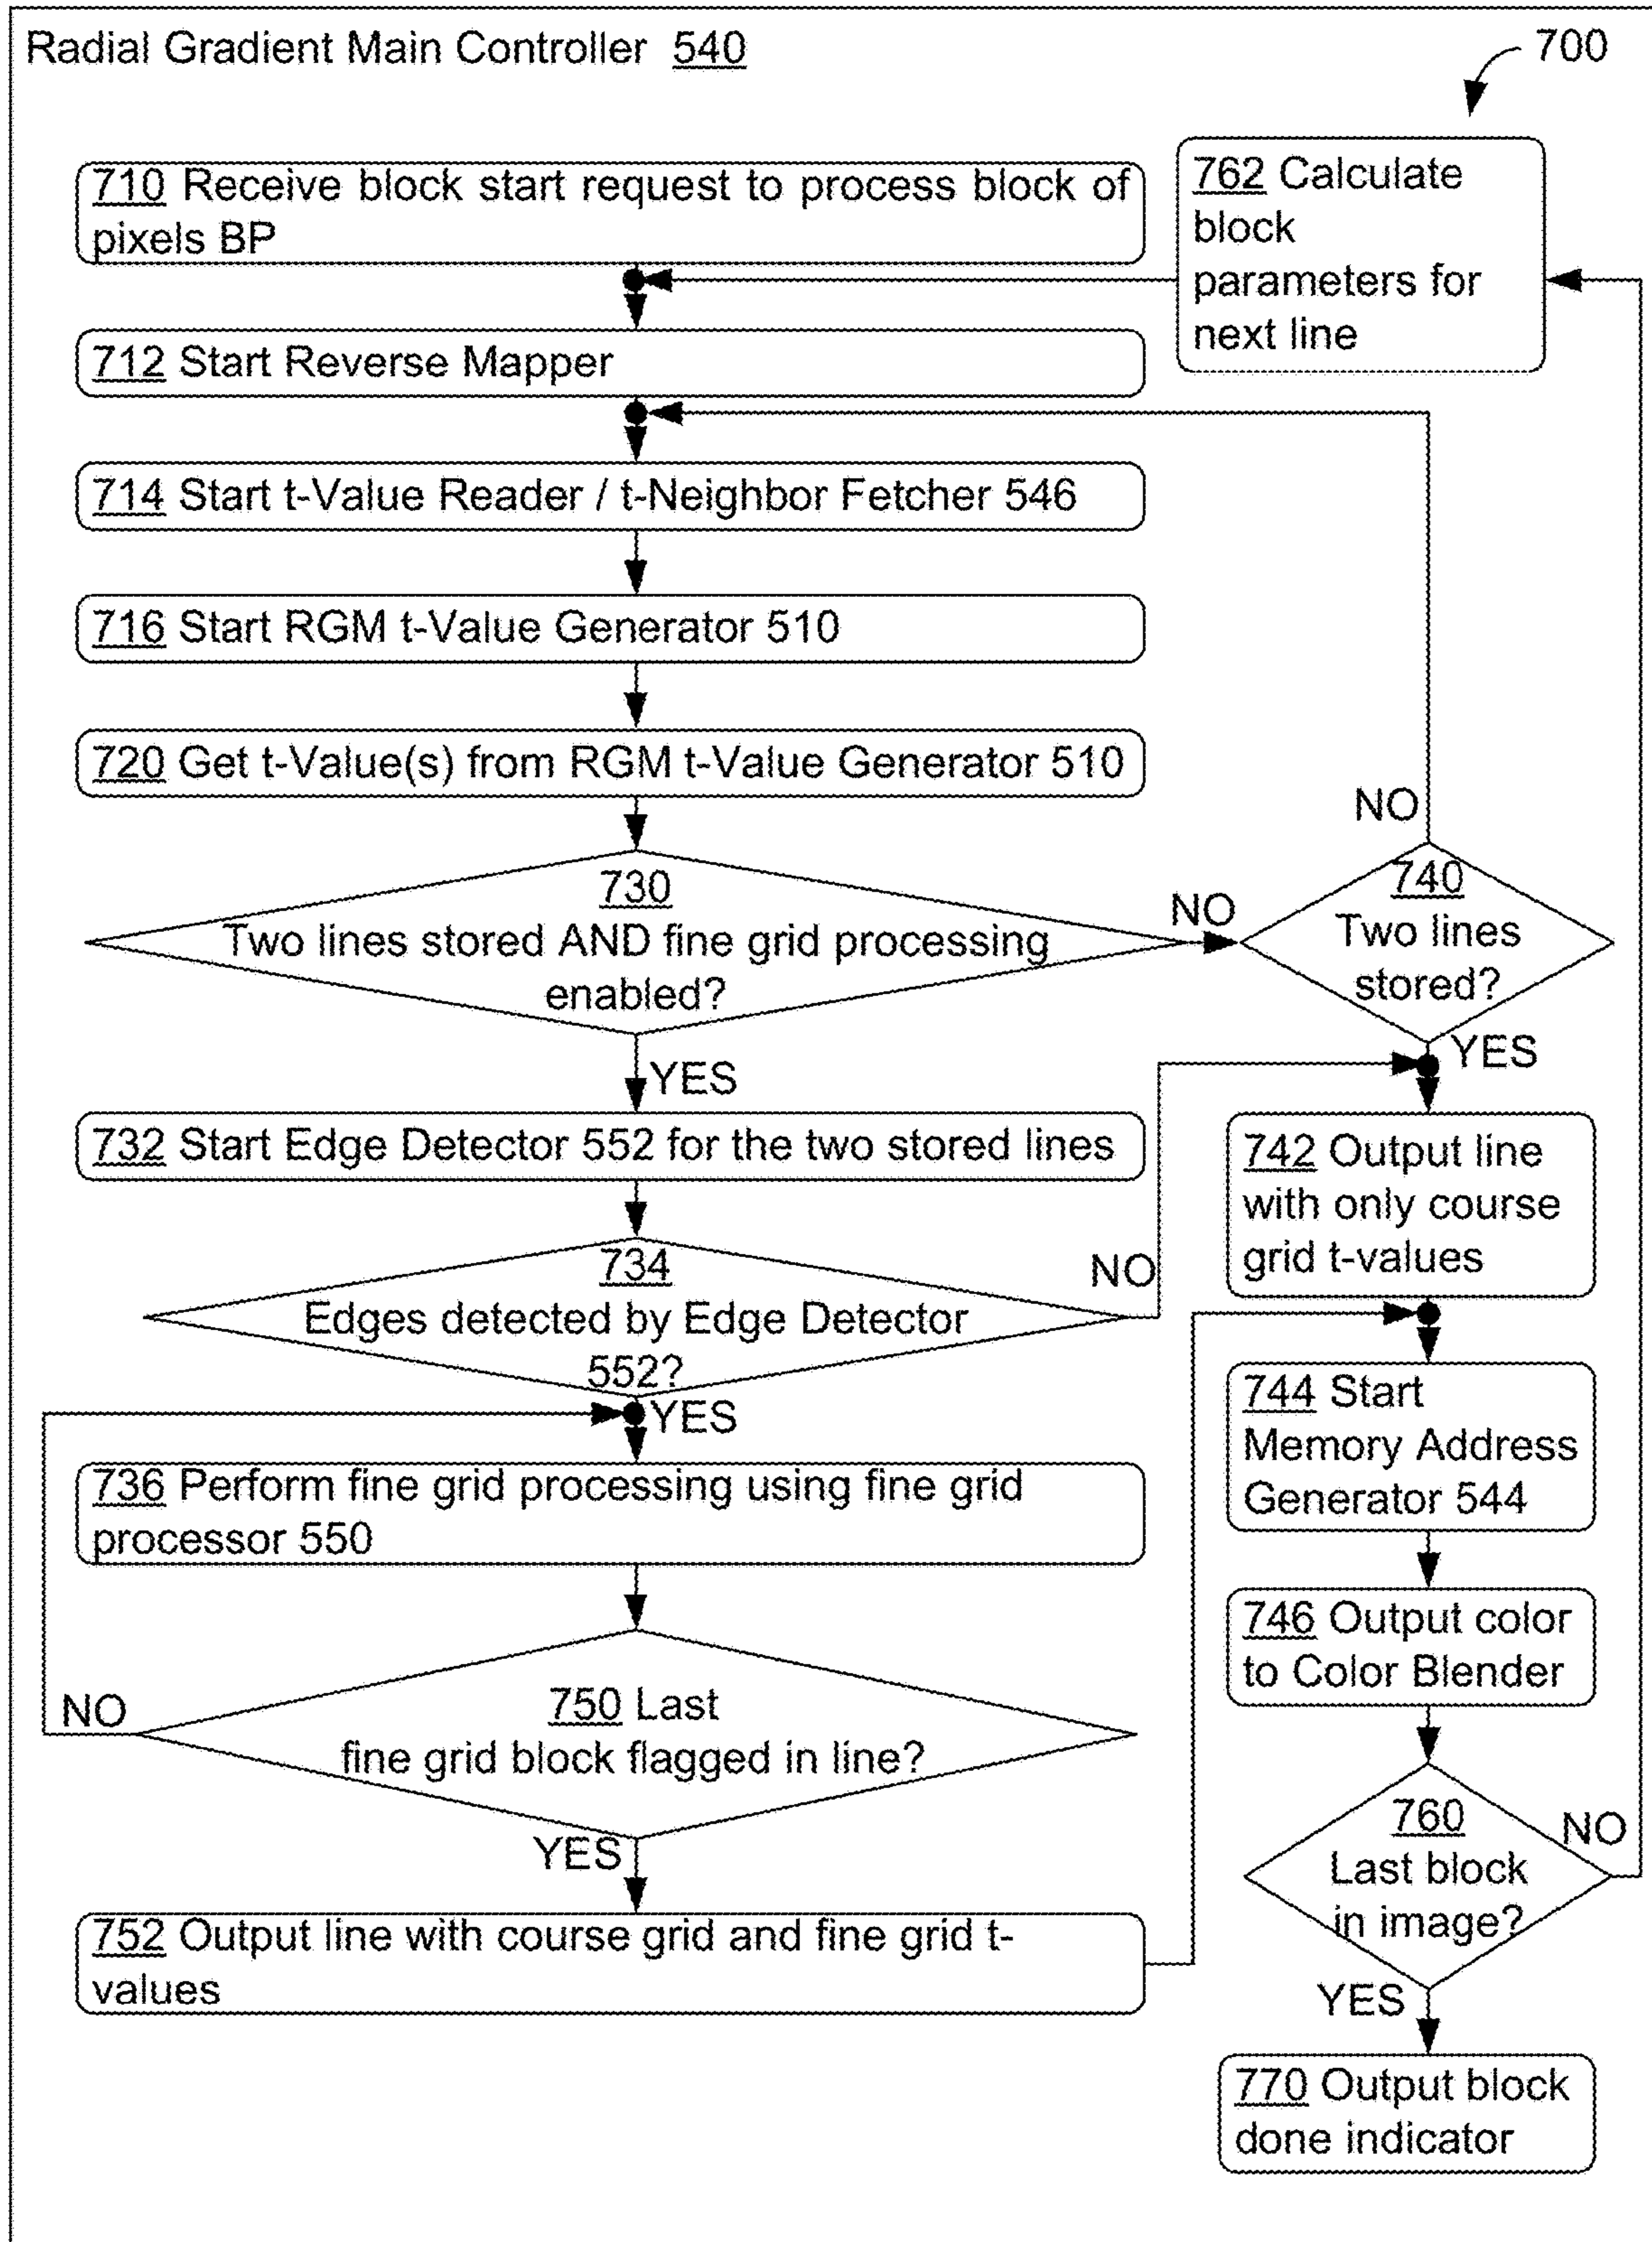 Radial Gradient Main Controller 540
700
710 Receive block start request to process block of
pixels BP
762 Calculate
block
parameters for
next line
712 Start Reverse Mapper
714 Start t-Value Reader / t-Neighbor Fetcher 546
716 Start RGM t-Value Generator 510
720 Get t-Value(s) from RGM t-Value Generator 510
NO
730
Two lines stored AND fine grid processing
enabled?
NO
740
Two lines
stored?
YES
YES
732 Start Edge Detector 552 for the two stored lines
742 Output line
with only course
grid t-values
734
Edges detected by Edge Detector
552?
NO
YES
744 Start
Memory Address
Generator 544
736 Perform fine grid processing using fine grid
processor 550
746 Output color
to Color Blender
750 Last
fine grid block flagged in line?
NO
YES
760
Last block
in image?
NO
YES
752 Output line with course grid and fine grid t-
values
770 Output block
done indicator